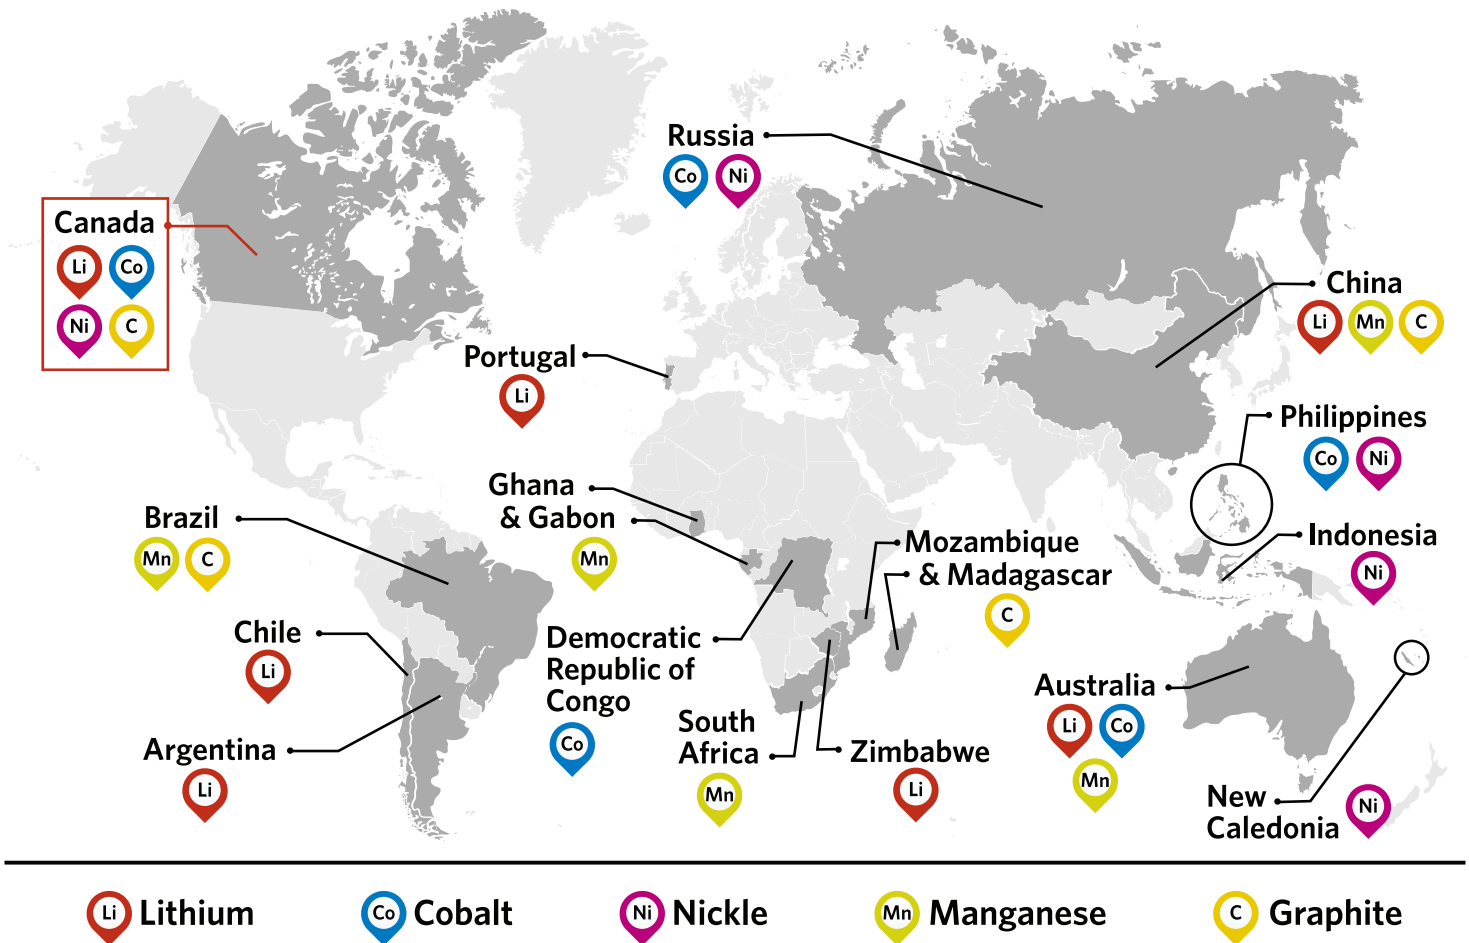 Russia
Co Ni
Canada
Li Co
Ni C
China
Li Mn C
Portugal
Li
Philippines
Co Ni
Ghana
& Gabon
Mn
Brazil
Mn C
Mozambique
& Madagascar
C
Indonesia
Ni
Chile
Li
Democratic
Republic of
Congo
Co
Australia
Li Co
Mn
South
Africa
Mn
Zimbabwe
Li
Argentina
Li
New
Caledonia
Ni
Li Lithium
Co Cobalt
Ni Nickle
Mn Manganese
C Graphite